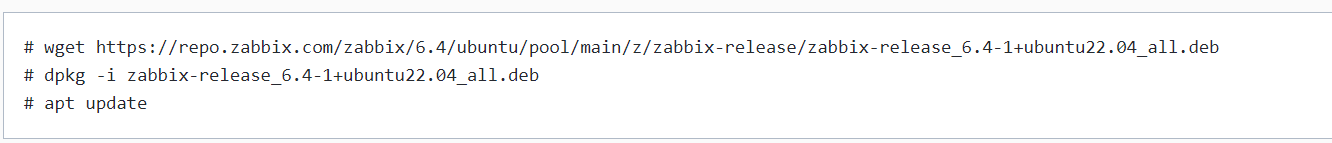 # wget https://repo.zabbix.com/zabbix/6.4/ubuntu/pool/main/z/zabbix-release/zabbix-release_6.4-1+ubuntu22.04_all.deb
# dpkg -i zabbix-release_6.4-1+ubuntu22.04_all.deb
# apt update